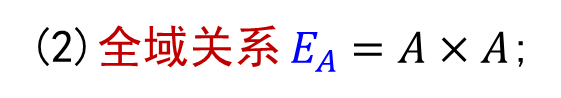 (2) 全域关系 E_A = A × A;